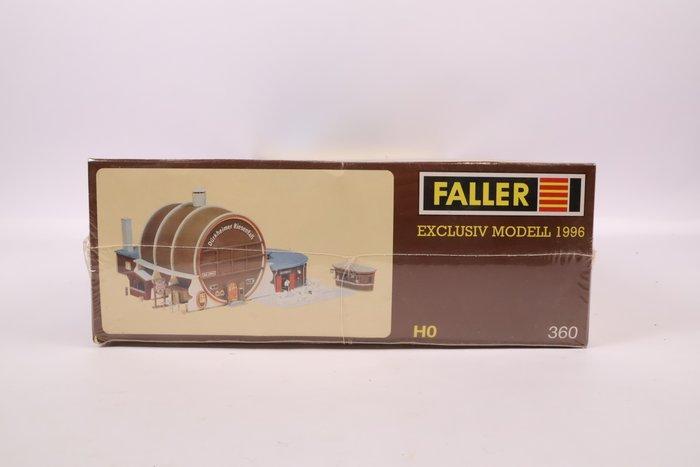 FALLER
EXCLUSIV MODELL 1996
Dürkheimer Riesenfaß
H0
360